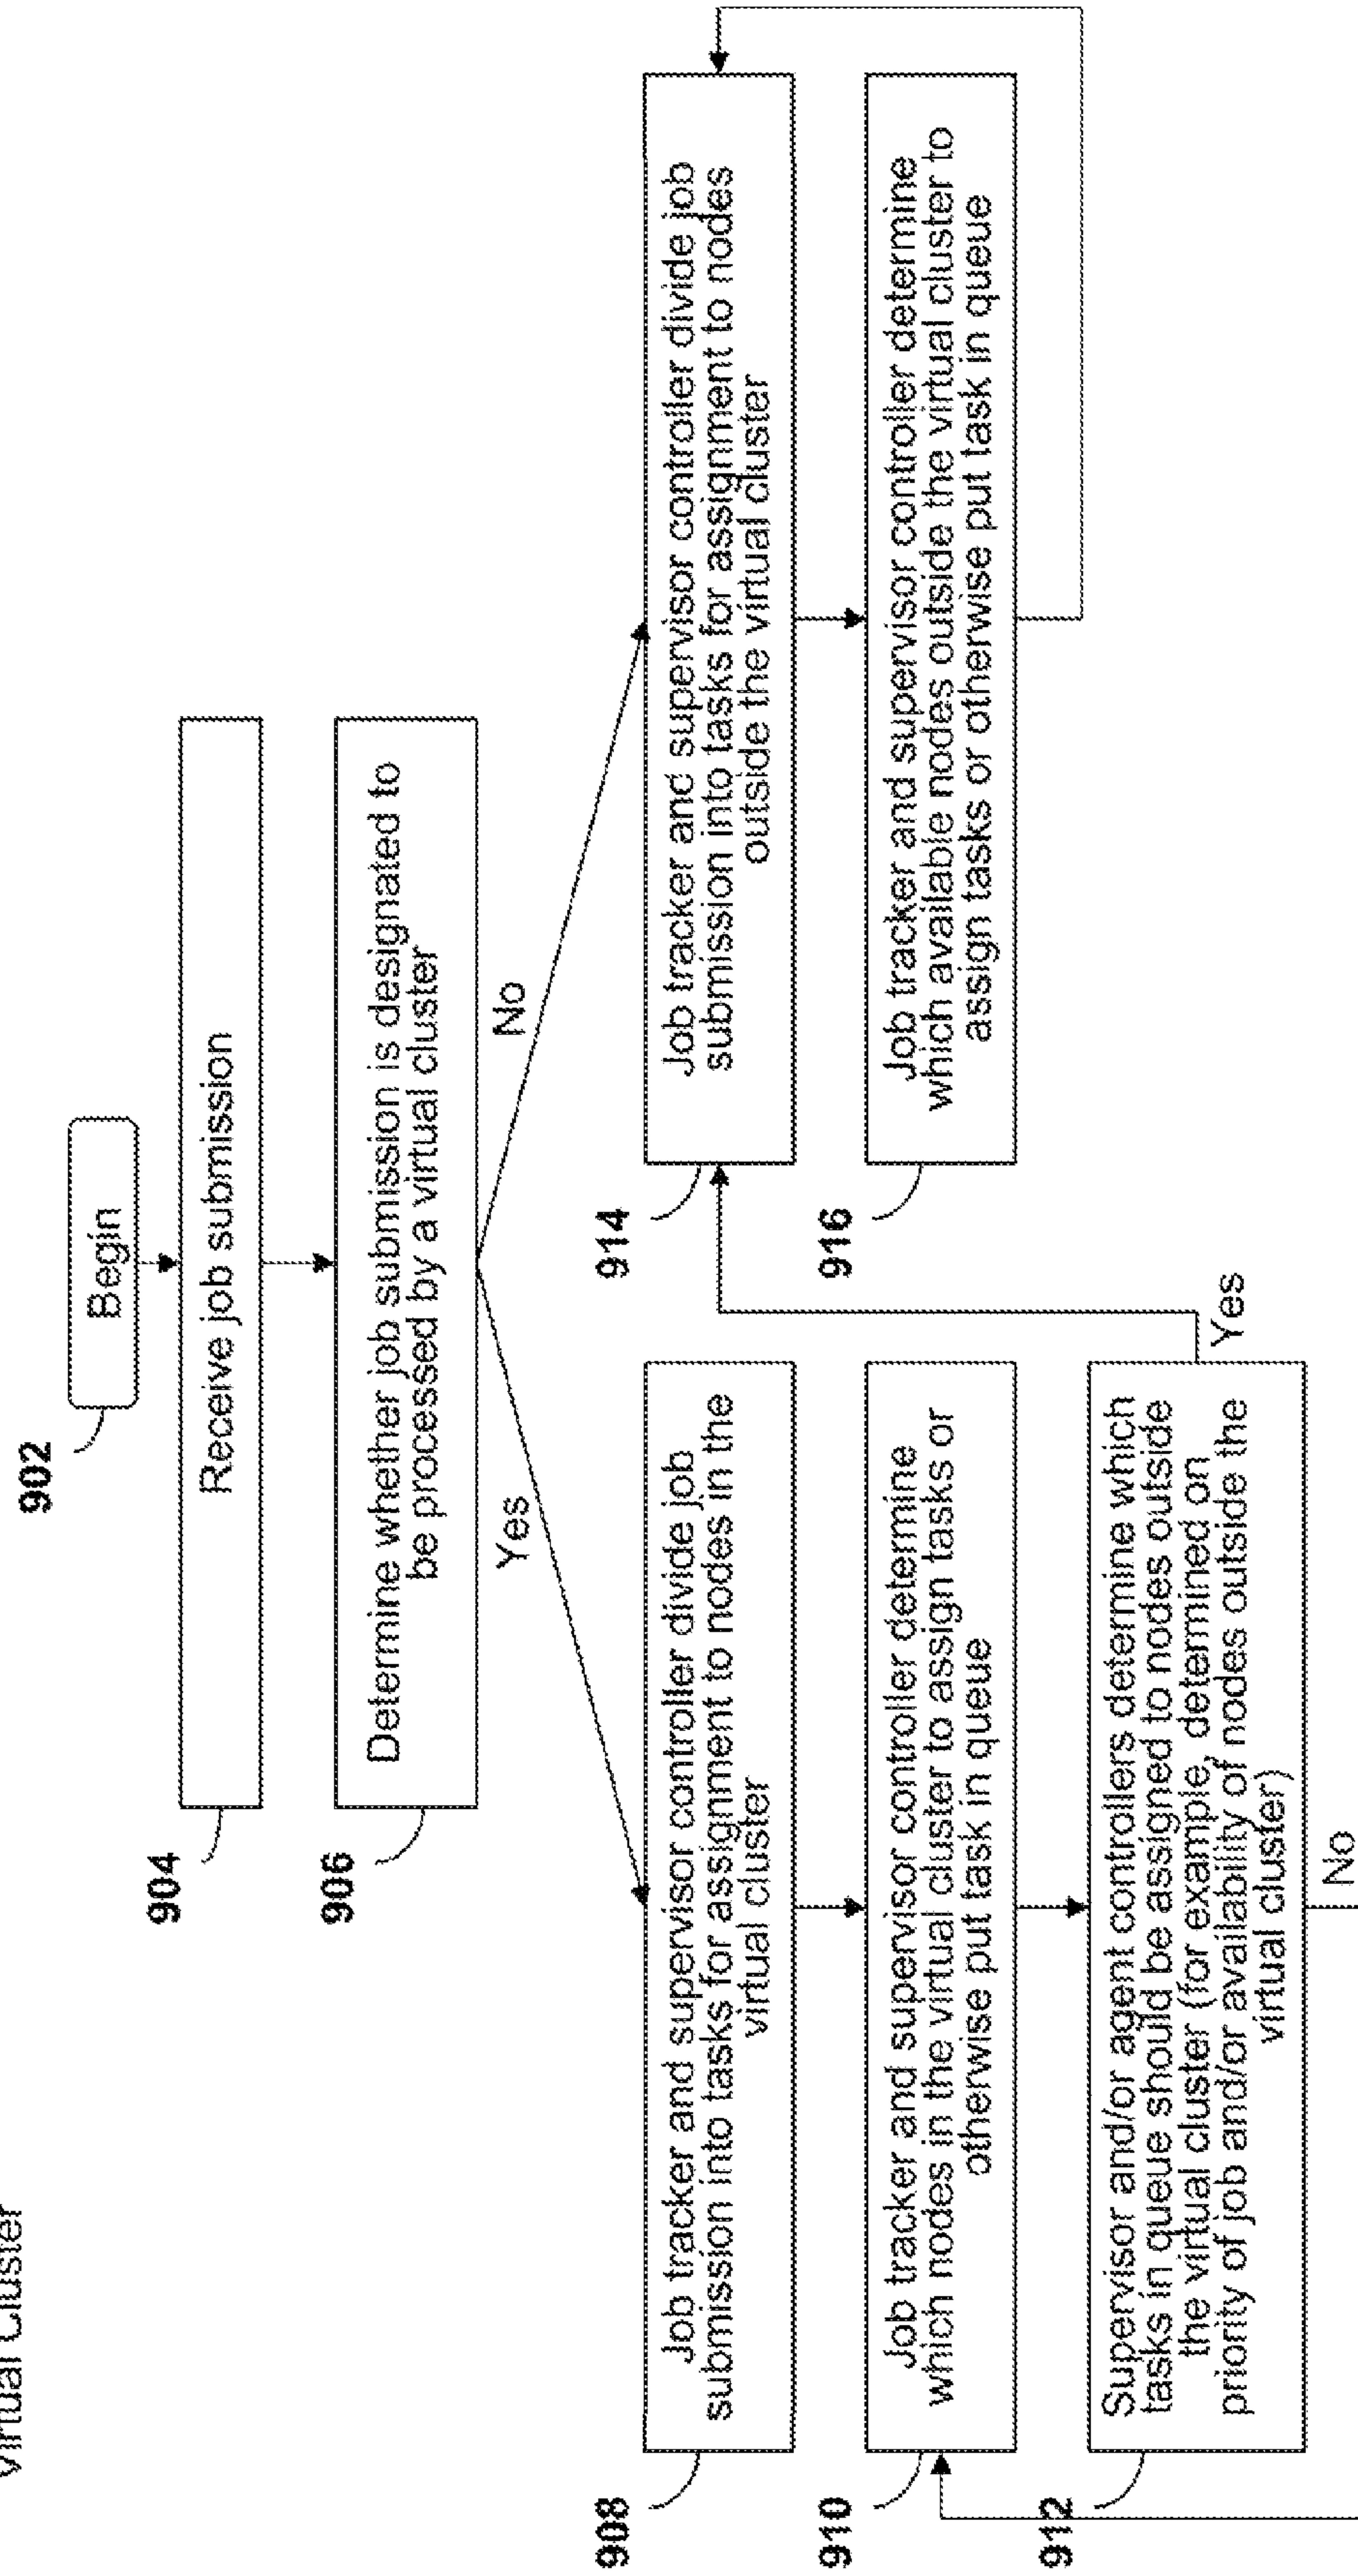 Virtual Cluster
902
Begin
904
Receive job submission
906
Determine whether job submission is designated to
be processed by a virtual cluster
Yes
No
908
Job tracker and supervisor controller divide job
submission into tasks for assignment to nodes in the
virtual cluster
914
Job tracker and supervisor controller divide job
submission into tasks for assignment to nodes
outside the virtual cluster
910
Job tracker and supervisor controller determine
which nodes in the virtual cluster to assign tasks or
otherwise put task in queue
916
Job tracker and supervisor controller determine
which available nodes outside the virtual cluster to
assign tasks or otherwise put task in queue
912
Supervisor and/or agent controllers determine which
tasks in queue should be assigned to nodes outside
the virtual cluster (for example, determined on
priority of job and/or availability of nodes outside the
virtual cluster)
Yes
No